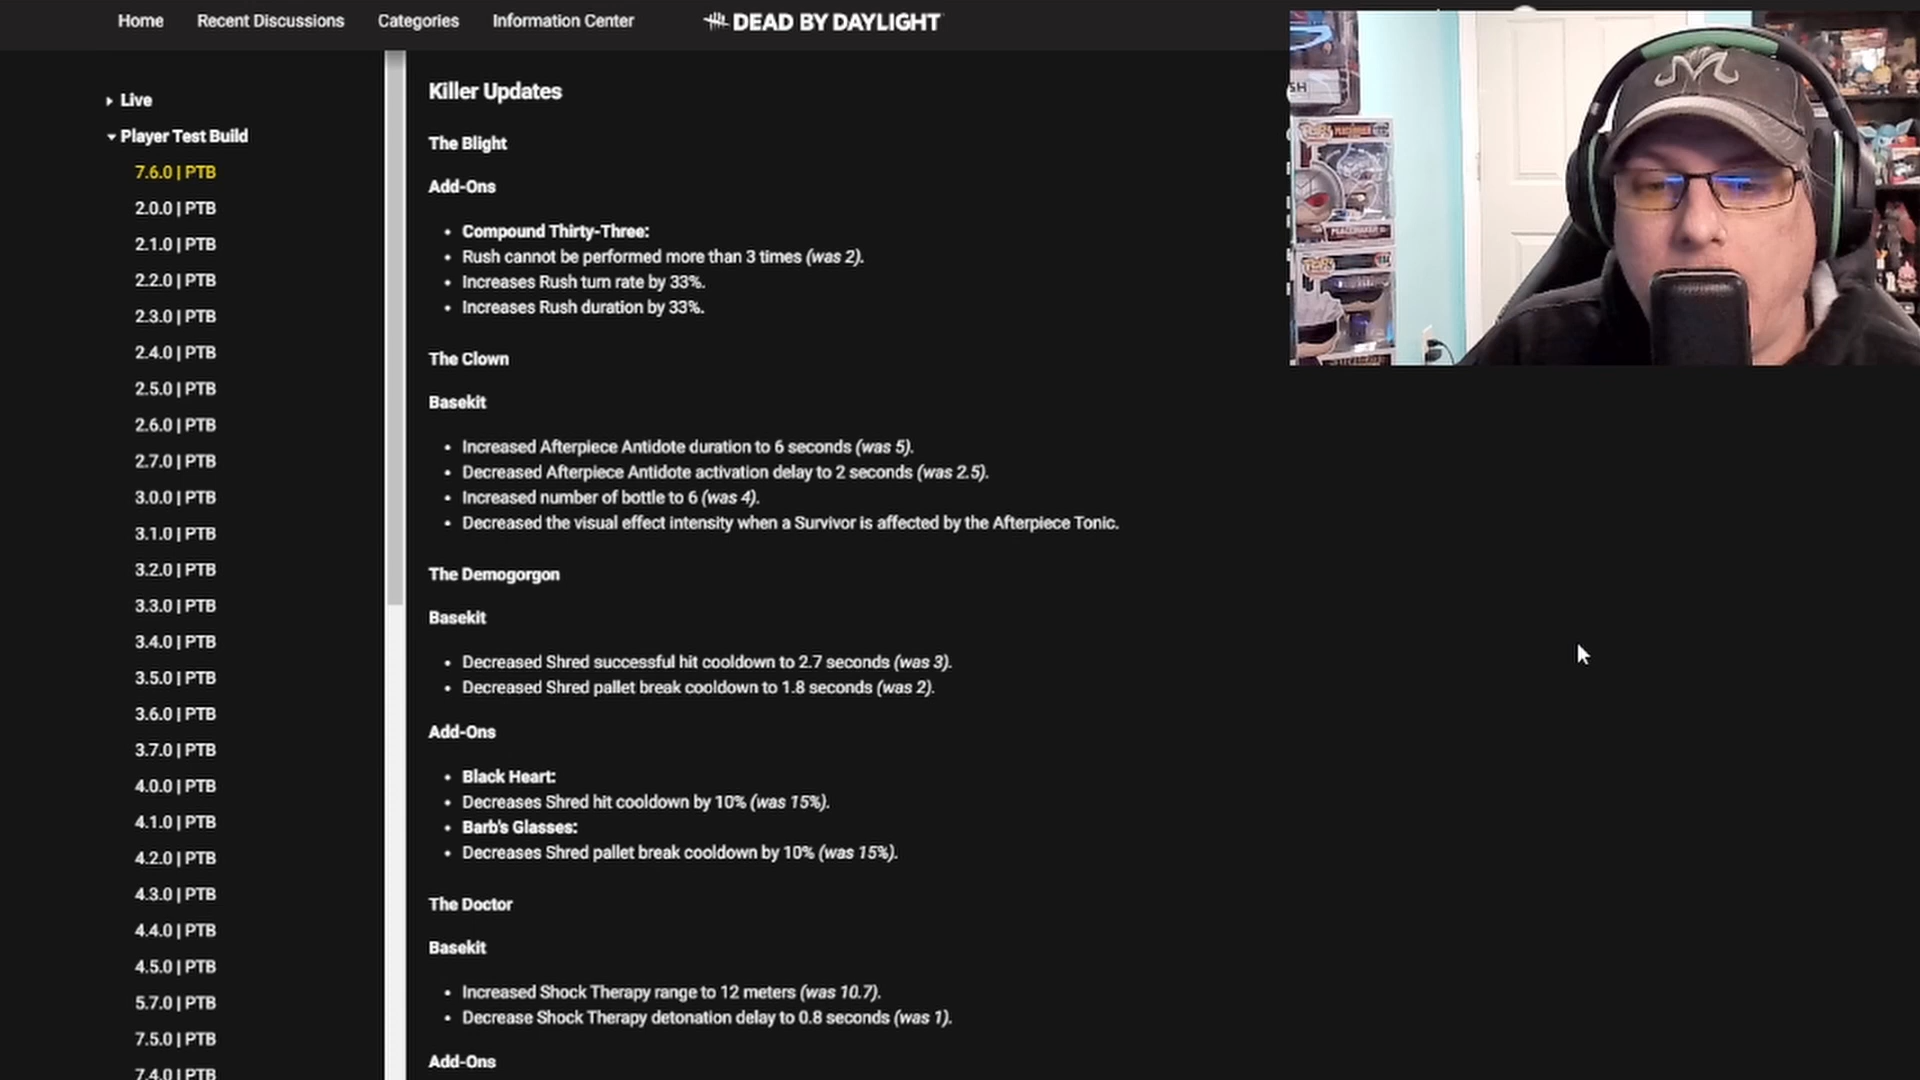 Home Recent Discussions Categories Information Center DEAD BY DAYLIGHT
Live
Player Test Build
7.6.0 | PTB
2.0.0 | PTB
2.1.0 | PTB
2.2.0 | PTB
2.3.0 | PTB
2.4.0 | PTB
2.5.0 | PTB
2.6.0 | PTB
2.7.0 | PTB
3.0.0 | PTB
3.1.0 | PTB
3.2.0 | PTB
3.3.0 | PTB
3.4.0 | PTB
3.5.0 | PTB
3.6.0 | PTB
3.7.0 | PTB
4.0.0 | PTB
4.1.0 | PTB
4.2.0 | PTB
4.3.0 | PTB
4.4.0 | PTB
4.5.0 | PTB
5.7.0 | PTB
7.5.0 | PTB
7.4.0 | PTB
Killer Updates
The Blight
Add-Ons
• Compound Thirty-Three:
• Rush cannot be performed more than 3 times (was 2).
• Increases Rush turn rate by 33%.
• Increases Rush duration by 33%.
The Clown
Basekit
• Increased Afterpiece Antidote duration to 6 seconds (was 5).
• Decreased Afterpiece Antidote activation delay to 2 seconds (was 2.5).
• Increased number of bottle to 6 (was 4).
• Decreased the visual effect intensity when a Survivor is affected by the Afterpiece Tonic.
The Demogorgon
Basekit
• Decreased Shred successful hit cooldown to 2.7 seconds (was 3).
• Decreased Shred pallet break cooldown to 1.8 seconds (was 2).
Add-Ons
• Black Heart:
• Decreases Shred hit cooldown by 10% (was 15%).
• Barb's Glasses:
• Decreases Shred pallet break cooldown by 10% (was 15%).
The Doctor
Basekit
• Increased Shock Therapy range to 12 meters (was 10.7).
• Decrease Shock Therapy detonation delay to 0.8 seconds (was 1).
Add-Ons